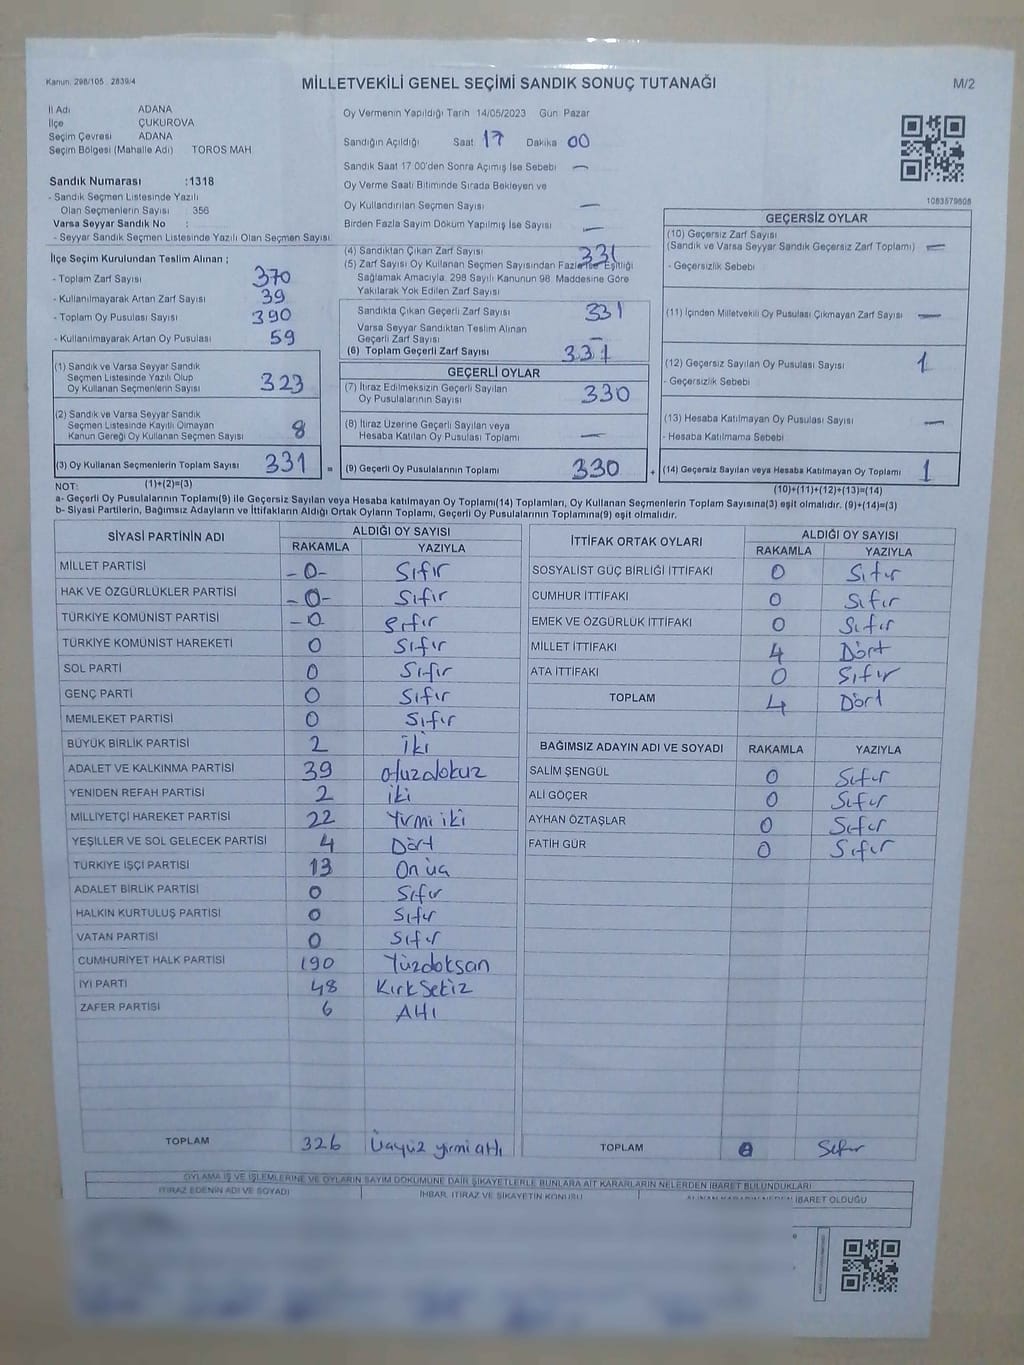 Kanun. 298/105 . 2839/4
MİLLETVEKİLİ GENEL SEÇİMİ SANDIK SONUÇ TUTANAĞI
M/2
İl Adı ADANA
İlçe ÇUKUROVA
Seçim Çevresi ADANA
Seçim Bölgesi (Mahalle Adı) TOROS MAH
Sandık Numarası :1318
- Sandık Seçmen Listesinde Yazılı
Olan Seçmenlerin Sayısı : 356
Varsa Seyyar Sandık No :
- Seyyar Sandık Seçmen Listesinde Yazılı Olan Seçmen Sayısı
İlçe Seçim Kurulundan Teslim Alınan ;
- Toplam Zarf Sayısı 370
- Kullanılmayarak Artan Zarf Sayısı 39
- Toplam Oy Pusulası Sayısı 390
- Kullanılmayarak Artan Oy Pusulası 59
(1) Sandık ve Varsa Seyyar Sandık
Seçmen Listesinde Yazılı Olup
Oy Kullanan Seçmenlerin Sayısı 323
(2) Sandık ve Varsa Seyyar Sandık
Seçmen Listesinde Kayıtlı Olmayan
Kanun Gereği Oy Kullanan Seçmen Sayısı 8
(3) Oy Kullanan Seçmenlerin Toplam Sayısı 331 =
Oy Vermenin Yapıldığı Tarih 14/05/2023 Gün Pazar
Sandığın Açıldığı Saat 17 Dakika 00
Sandık Saat 17 00'den Sonra Açılmış İse Sebebi —
Oy Verme Saati Bitiminde Sırada Bekleyen ve
Oy Kullandırılan Seçmen Sayısı —
Birden Fazla Sayım Döküm Yapılmış İse Sayısı —
(4) Sandıktan Çıkan Zarf Sayısı 331
(5) Zarf Sayısı Oy Kullanan Seçmen Sayısından Fazla İse Eşitliği
Sağlamak Amacıyla, 298 Sayılı Kanunun 98. Maddesine Göre
Yakılarak Yok Edilen Zarf Sayısı
Sandıkta Çıkan Geçerli Zarf Sayısı 331
Varsa Seyyar Sandıktan Teslim Alınan
Geçerli Zarf Sayısı —
(6) Toplam Geçerli Zarf Sayısı 331
GEÇERLİ OYLAR
(7) İtiraz Edilmeksizin Geçerli Sayılan
Oy Pusulalarının Sayısı 330
(8) İtiraz Üzerine Geçerli Sayılan veya
Hesaba Katılan Oy Pusulası Toplamı —
(9) Geçerli Oy Pusulalarının Toplamı 330 +
1083579808
GEÇERSİZ OYLAR
(10) Geçersiz Zarf Sayısı
(Sandık ve Varsa Seyyar Sandık Geçersiz Zarf Toplamı) —
- Geçersizlik Sebebi
(11) İçinden Milletvekili Oy Pusulası Çıkmayan Zarf Sayısı —
(12) Geçersiz Sayılan Oy Pusulası Sayısı 1
- Geçersizlik Sebebi
(13) Hesaba Katılmayan Oy Pusulası Sayısı —
- Hesaba Katılmama Sebebi
(14) Geçersiz Sayılan veya Hesaba Katılmayan Oy Toplamı 1
NOT: (1)+(2)=(3)
(10)+(11)+(12)+(13)=(14)
a- Geçerli Oy Pusulalarının Toplamı(9) ile Geçersiz Sayılan veya Hesaba katılmayan Oy Toplamı(14) Toplamları, Oy Kullanan Seçmenlerin Toplam Sayısına(3) eşit olmalıdır. (9)+(14)=(3)
b- Siyasi Partilerin, Bağımsız Adayların ve İttifakların Aldığı Ortak Oyların Toplamı, Geçerli Oy Pusulalarının Toplamına(9) eşit olmalıdır.
SİYASİ PARTİNİN ADI ALDIĞI OY SAYISI
RAKAMLA YAZIYLA
MİLLET PARTİSİ -0- Sıfır
HAK VE ÖZGÜRLÜKLER PARTİSİ -0- Sıfır
TÜRKİYE KOMÜNİST PARTİSİ -0 Sıfır
TÜRKİYE KOMÜNİST HAREKETİ 0 Sıfır
SOL PARTİ 0 Sıfır
GENÇ PARTİ 0 Sıfır
MEMLEKET PARTİSİ 0 Sıfır
BÜYÜK BİRLİK PARTİSİ 2 İki
ADALET VE KALKINMA PARTİSİ 39 otuzdokuz
YENİDEN REFAH PARTİSİ 2 iki
MİLLİYETÇİ HAREKET PARTİSİ 22 Yirmi iki
YEŞİLLER VE SOL GELECEK PARTİSİ 4 Dört
TÜRKİYE İŞÇİ PARTİSİ 13 Onüç
ADALET BİRLİK PARTİSİ 0 Sıfır
HALKIN KURTULUŞ PARTİSİ 0 Sıfır
VATAN PARTİSİ 0 Sıfır
CUMHURİYET HALK PARTİSİ 190 Yüzdoksan
İYİ PARTİ 48 Kırk Sekiz
ZAFER PARTİSİ 6 Altı
TOPLAM 326 Üçyüz yirmi altı
İTTİFAK ORTAK OYLARI ALDIĞI OY SAYISI
RAKAMLA YAZIYLA
SOSYALİST GÜÇ BİRLİĞİ İTTİFAKI 0 Sıfır
CUMHUR İTTİFAKI 0 Sıfır
EMEK VE ÖZGÜRLÜK İTTİFAKI 0 Sıfır
MİLLET İTTİFAKI 4 Dört
ATA İTTİFAKI 0 Sıfır
TOPLAM 4 Dört
BAĞIMSIZ ADAYIN ADI VE SOYADI RAKAMLA YAZIYLA
SALİM ŞENGÜL 0 Sıfır
ALİ GÖÇER 0 Sıfır
AYHAN ÖZTAŞLAR 0 Sıfır
FATİH GÜR 0 Sıfır
TOPLAM 0 Sıfır
OYLAMA İŞ VE İŞLEMLERİNE VE OYLARIN SAYIM DÖKÜMÜNE DAİR ŞİKAYETLERLE BUNLARA AİT KARARLARIN NELERDEN İBARET BULUNDUKLARI
İTİRAZ EDENİN ADI VE SOYADI İHBAR, İTİRAZ VE ŞİKAYETİN KONUSU ALINAN KARARIN NEDEN İBARET OLDUĞU